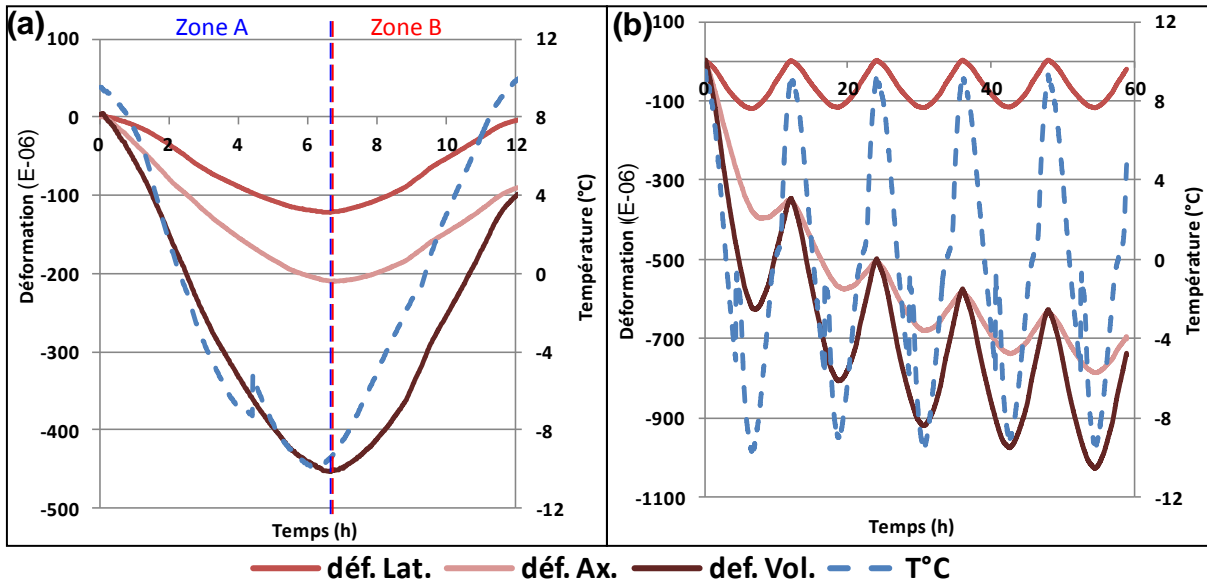 (a)
Zone A
Zone B
100
0
-100
-200
-300
-400
-500
0
2
4
6
8
10
12
12
8
4
0
-4
-8
-12
Déformation (E-06)
Température (°C)
Temps (h)
(b)
100
-100
-300
-500
-700
-900
-1100
0
20
40
60
12
8
4
0
-4
-8
-12
Déformation ((E-06)
Température (°C)
Temps (h)
déf. Lat.
déf. Ax.
def. Vol.
T°C